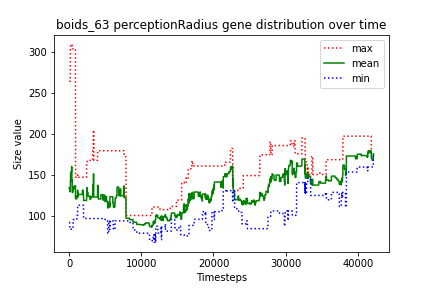 boids_63 perceptionRadius gene distribution over time
max
mean
min
Size value
300
250
200
150
100
0
10000
20000
30000
40000
Timesteps